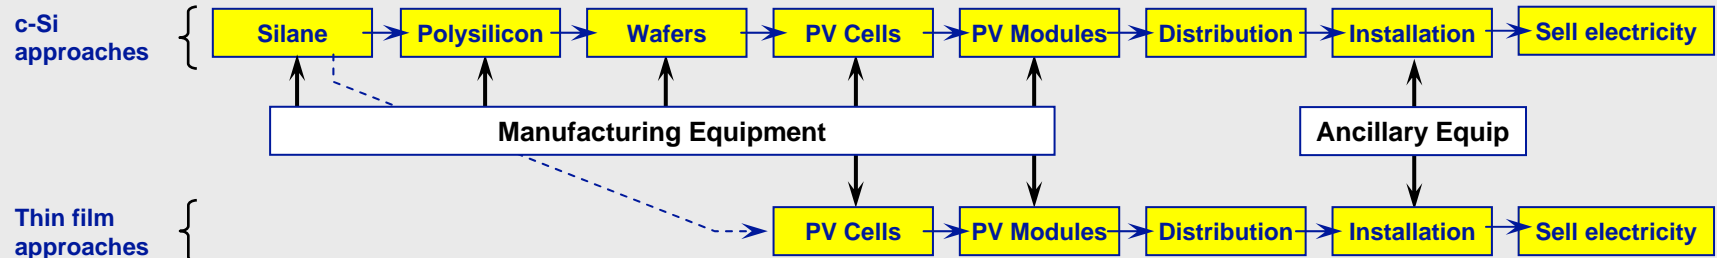 c-Si
approaches
Silane
Polysilicon
Wafers
PV Cells
PV Modules
Distribution
Installation
Sell electricity
Manufacturing Equipment
Ancillary Equip
Thin film
approaches
PV Cells
PV Modules
Distribution
Installation
Sell electricity